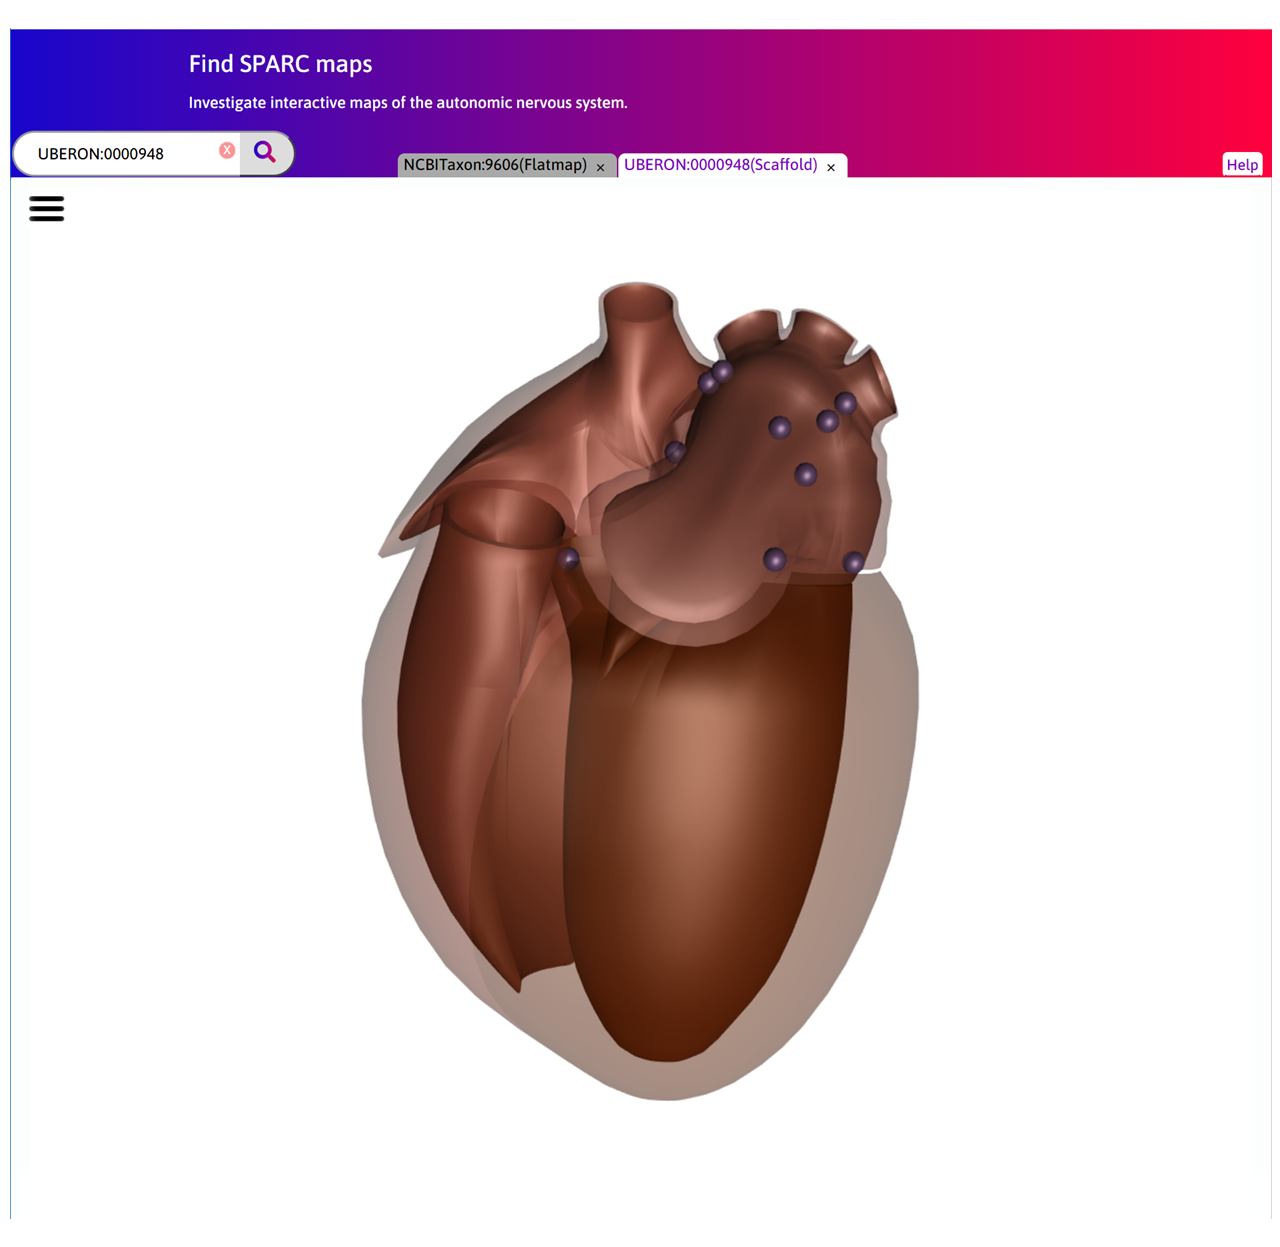 Find SPARC maps
Investigate interactive maps of the autonomic nervous system.
UBERON:0000948 X
NCBITaxon:9606(Flatmap) × UBERON:0000948(Scaffold) × Help